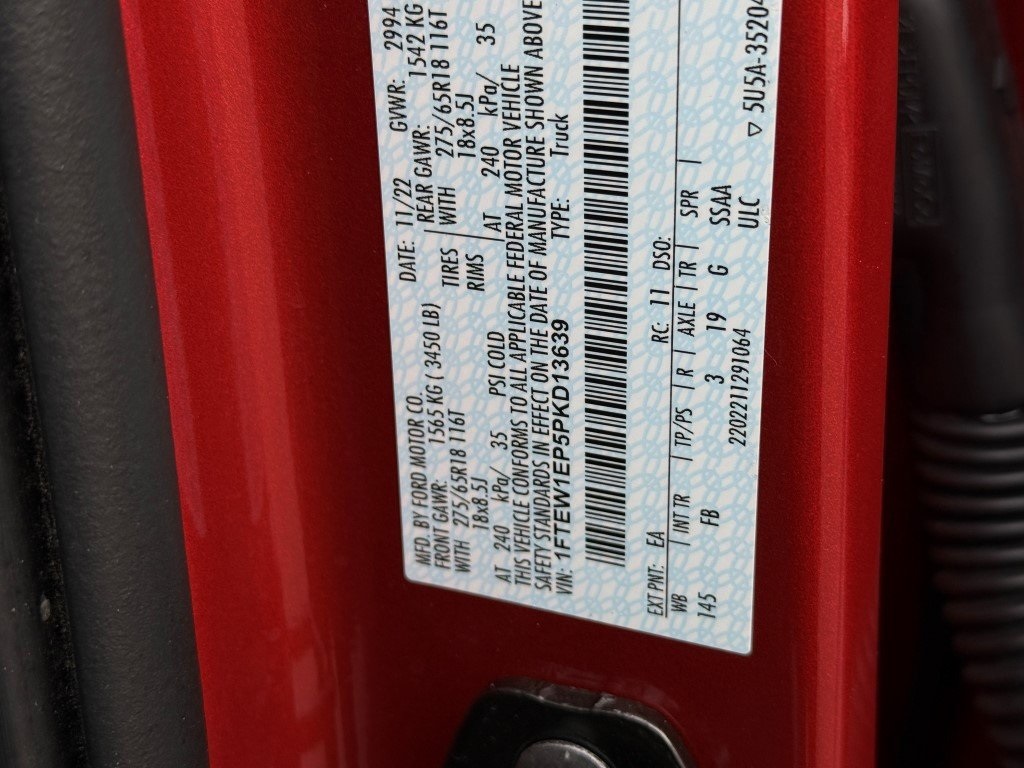 MFD. BY FORD MOTOR CO. DATE: 11/22 GVWR: 2994
FRONT GAWR: 1565 KG ( 3450 LB) REAR GAWR: 1542 KG
WITH 275/65R18 116T TIRES WITH 275/65R18 116T
18x8.5J RIMS 18x8.5J
AT 240 kPa/ 35 PSI COLD AT 240 kPa/ 35
THIS VEHICLE CONFORMS TO ALL APPLICABLE FEDERAL MOTOR VEHICLE
SAFETY STANDARDS IN EFFECT ON THE DATE OF MANUFACTURE SHOWN ABOVE
VIN: 1FTEW1EP5PKD13639 TYPE: Truck
EXT PNT: EA RC: 11 DSO:
WB | INT TR | TP/PS | R | AXLE | TR | SPR |
145 FB 3 19 G SSAA
2202211291064 ULC
▽ 5U5A-35204